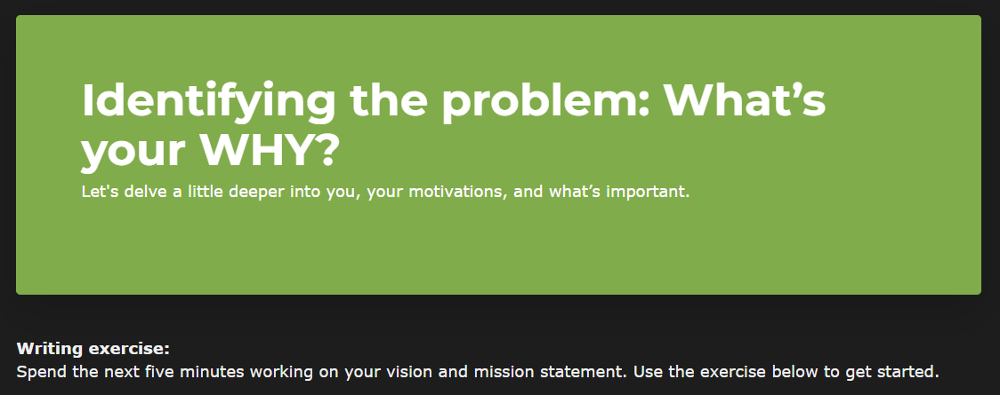 Identifying the problem: What’s
your WHY?
Let's delve a little deeper into you, your motivations, and what’s important.
Writing exercise:
Spend the next five minutes working on your vision and mission statement. Use the exercise below to get started.